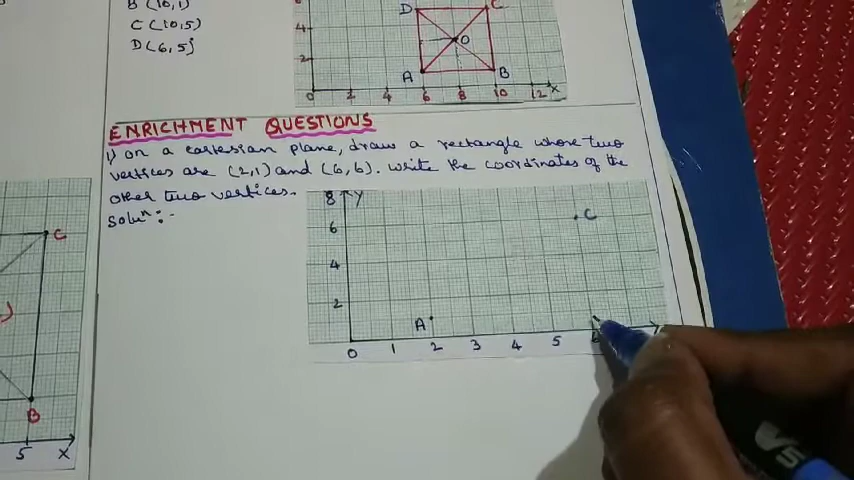 B (10,1)
C (10,5)
D (6,5)
4
2
0 2 4 6 8 10 12 X
D C
O
A B
ENRICHMENT QUESTIONS
1) on a cartesian plane, draw a rectangle whose two
vertices are (2,1) and (6,6). Write the coordinates of the
other two vertices.
Solun :-
8 Y
6
4
2
0 1 2 3 4 5 6
A
C
C
B
5 X